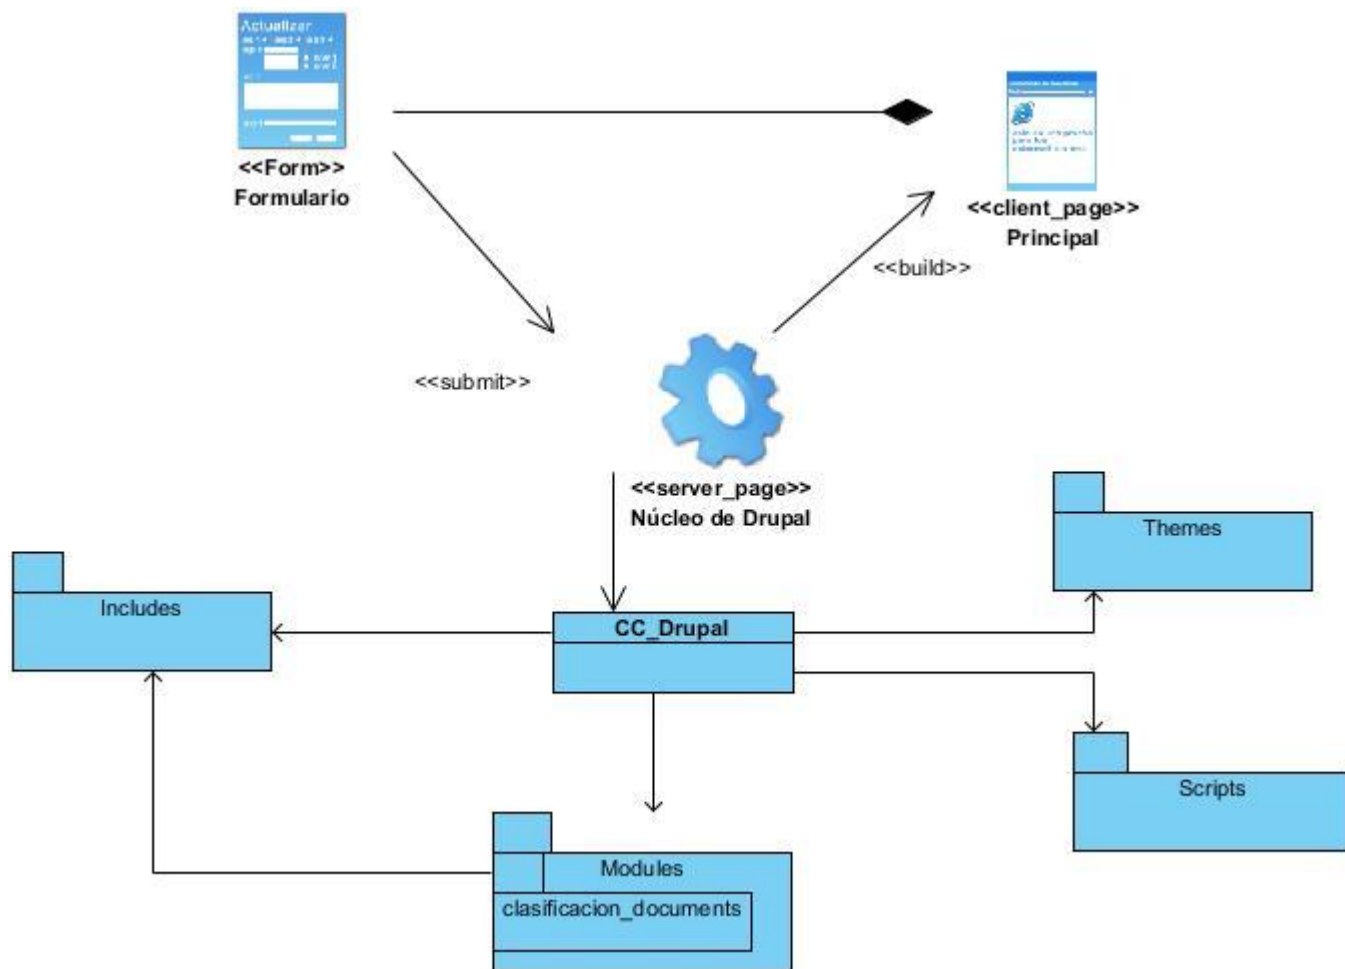 Actualizar
<<Form>>
Formulario
<<client_page>>
Principal
<<build>>
<<submit>>
<<server_page>>
Núcleo de Drupal
Themes
Includes
CC_Drupal
Scripts
Modules
clasificacion_documents